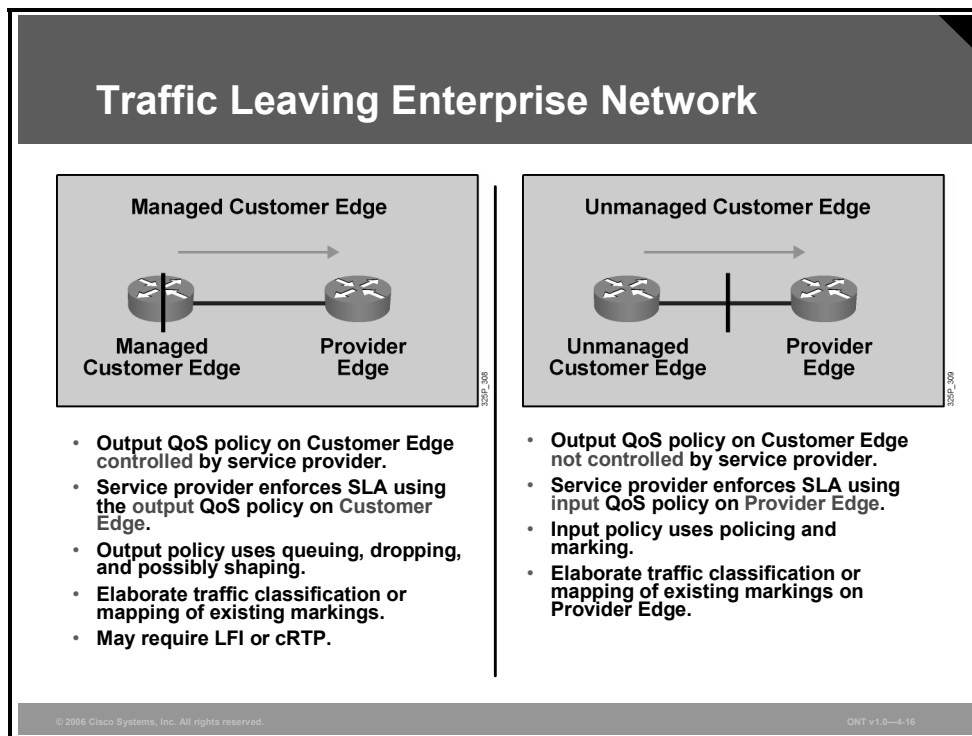 Traffic Leaving Enterprise Network
Managed Customer Edge
Managed
Customer Edge
Provider
Edge
325P_308
• Output QoS policy on Customer Edge
controlled by service provider.
• Service provider enforces SLA using
the output QoS policy on Customer
Edge.
• Output policy uses queuing, dropping,
and possibly shaping.
• Elaborate traffic classification or
mapping of existing markings.
• May require LFI or cRTP.
Unmanaged Customer Edge
Unmanaged
Customer Edge
Provider
Edge
325P_309
• Output QoS policy on Customer Edge
not controlled by service provider.
• Service provider enforces SLA using
input QoS policy on Provider Edge.
• Input policy uses policing and
marking.
• Elaborate traffic classification or
mapping of existing markings on
Provider Edge.
© 2006 Cisco Systems, Inc. All rights reserved.
ONT v1.0—4-16